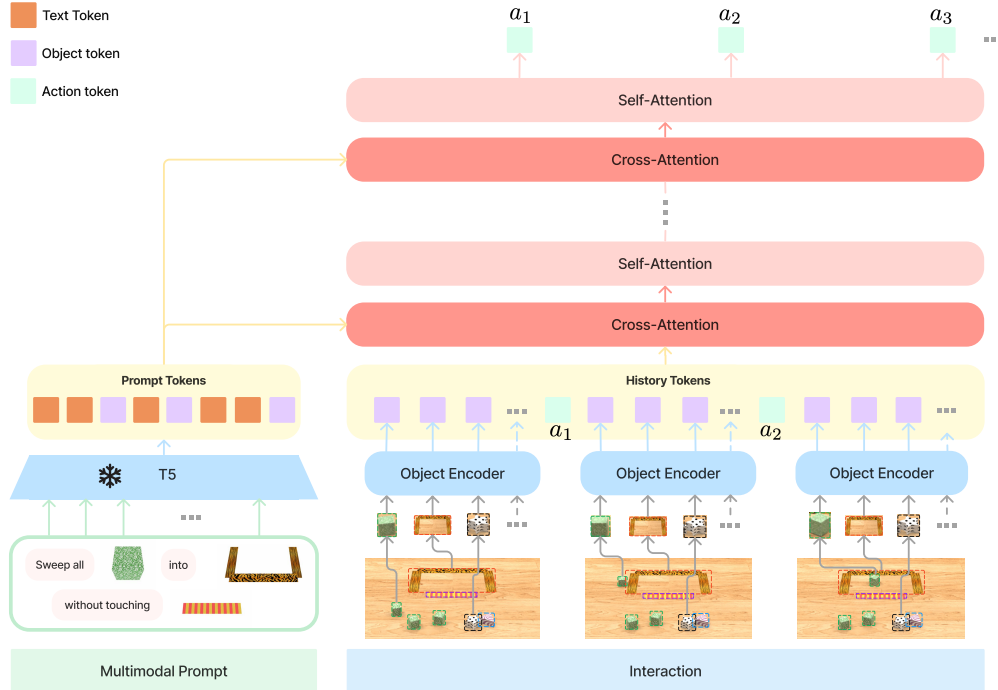 Text Token
Object token
Action token
a₁
a₂
a₃
Self-Attention
Cross-Attention
Self-Attention
Cross-Attention
Prompt Tokens
History Tokens
a₁
a₂
T5
Object Encoder
Object Encoder
Object Encoder
Sweep all
into
without touching
Multimodal Prompt
Interaction